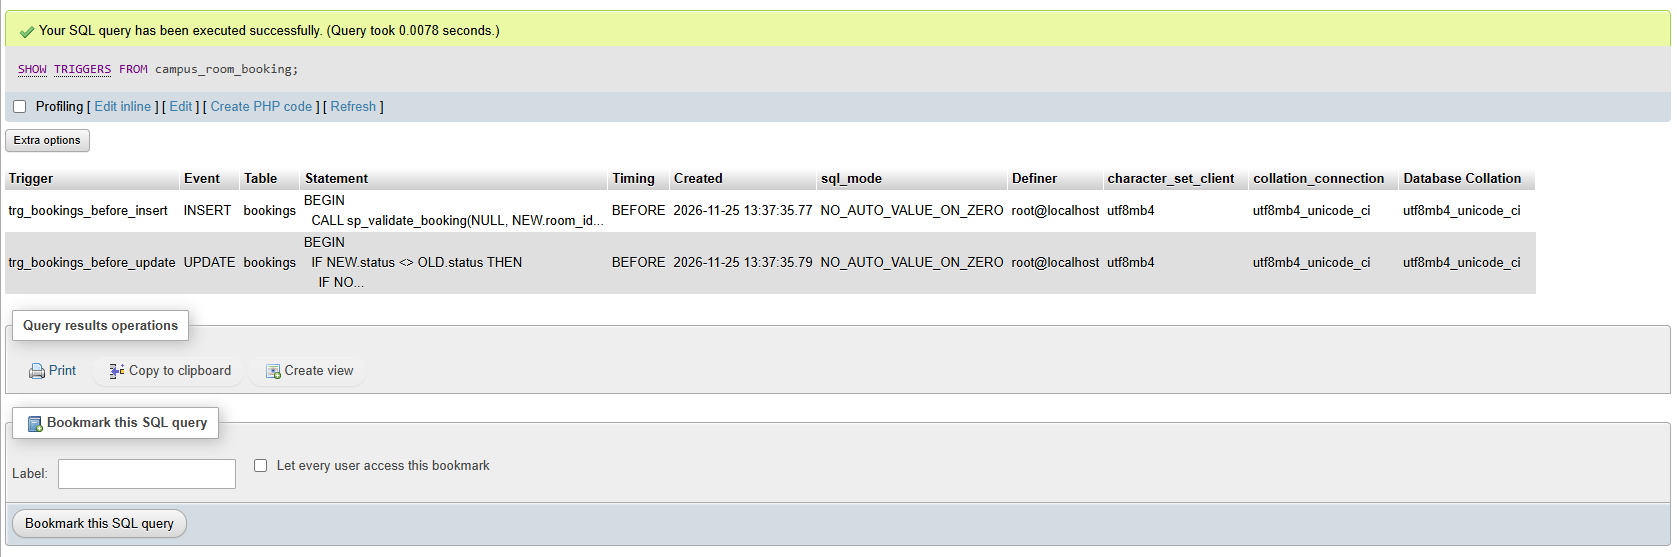 Your SQL query has been executed successfully. (Query took 0.0078 seconds.)
SHOW TRIGGERS FROM campus_room_booking;
Profiling [ Edit inline ] [ Edit ] [ Create PHP code ] [ Refresh ]
Extra options
Trigger Event Table Statement Timing Created sql_mode Definer character_set_client collation_connection Database Collation
trg_bookings_before_insert INSERT bookings BEGIN
CALL sp_validate_booking(NULL, NEW.room_id... BEFORE 2026-11-25 13:37:35.77 NO_AUTO_VALUE_ON_ZERO root@localhost utf8mb4 utf8mb4_unicode_ci utf8mb4_unicode_ci
trg_bookings_before_update UPDATE bookings BEGIN
IF NEW.status <> OLD.status THEN
IF NO... BEFORE 2026-11-25 13:37:35.79 NO_AUTO_VALUE_ON_ZERO root@localhost utf8mb4 utf8mb4_unicode_ci utf8mb4_unicode_ci
Query results operations
Print Copy to clipboard Create view
Bookmark this SQL query
Label: Let every user access this bookmark
Bookmark this SQL query